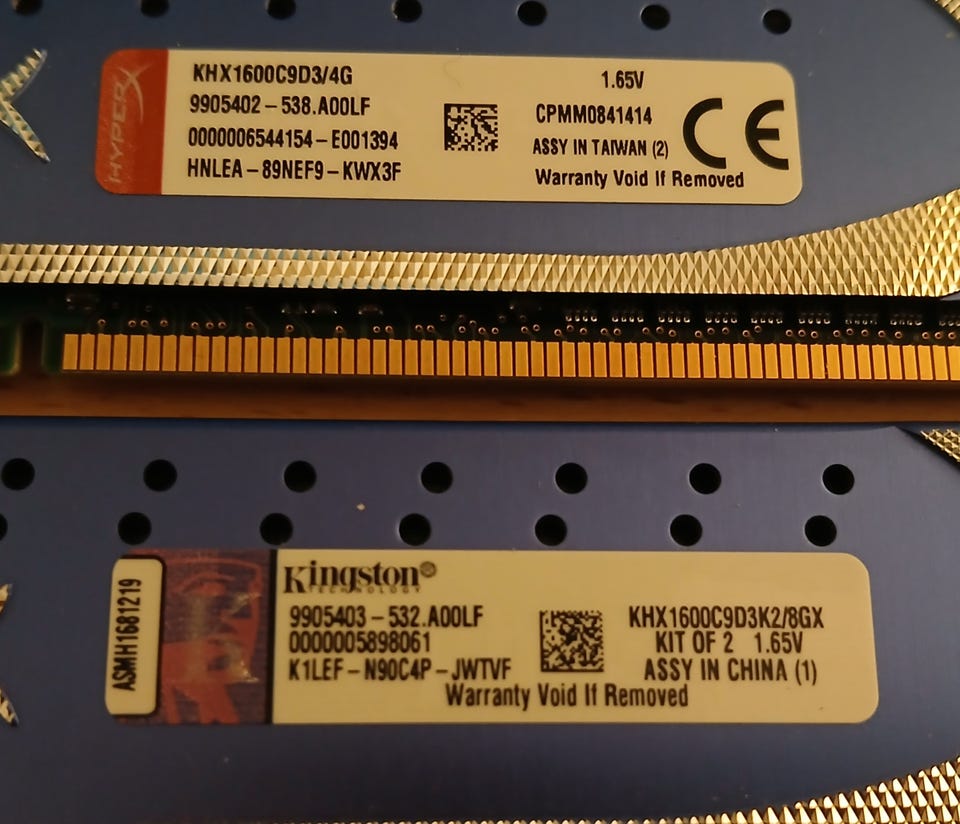 HYPERX
KHX1600C9D3/4G
9905402-538.A00LF
0000006544154-E001394
HNLEA-89NEF9-KWX3F
1.65V
CPMM0841414
ASSY IN TAIWAN (2)
Warranty Void If Removed
CE
ASMIH1681219
Kingston®
TECHNOLOGY
9905403-532.A00LF
0000005898061
K1LEF-N90C4P-JWTVF
KHX1600C9D3K2/8GX
KIT OF 2 1.65V
ASSY IN CHINA (1)
Warranty Void If Removed